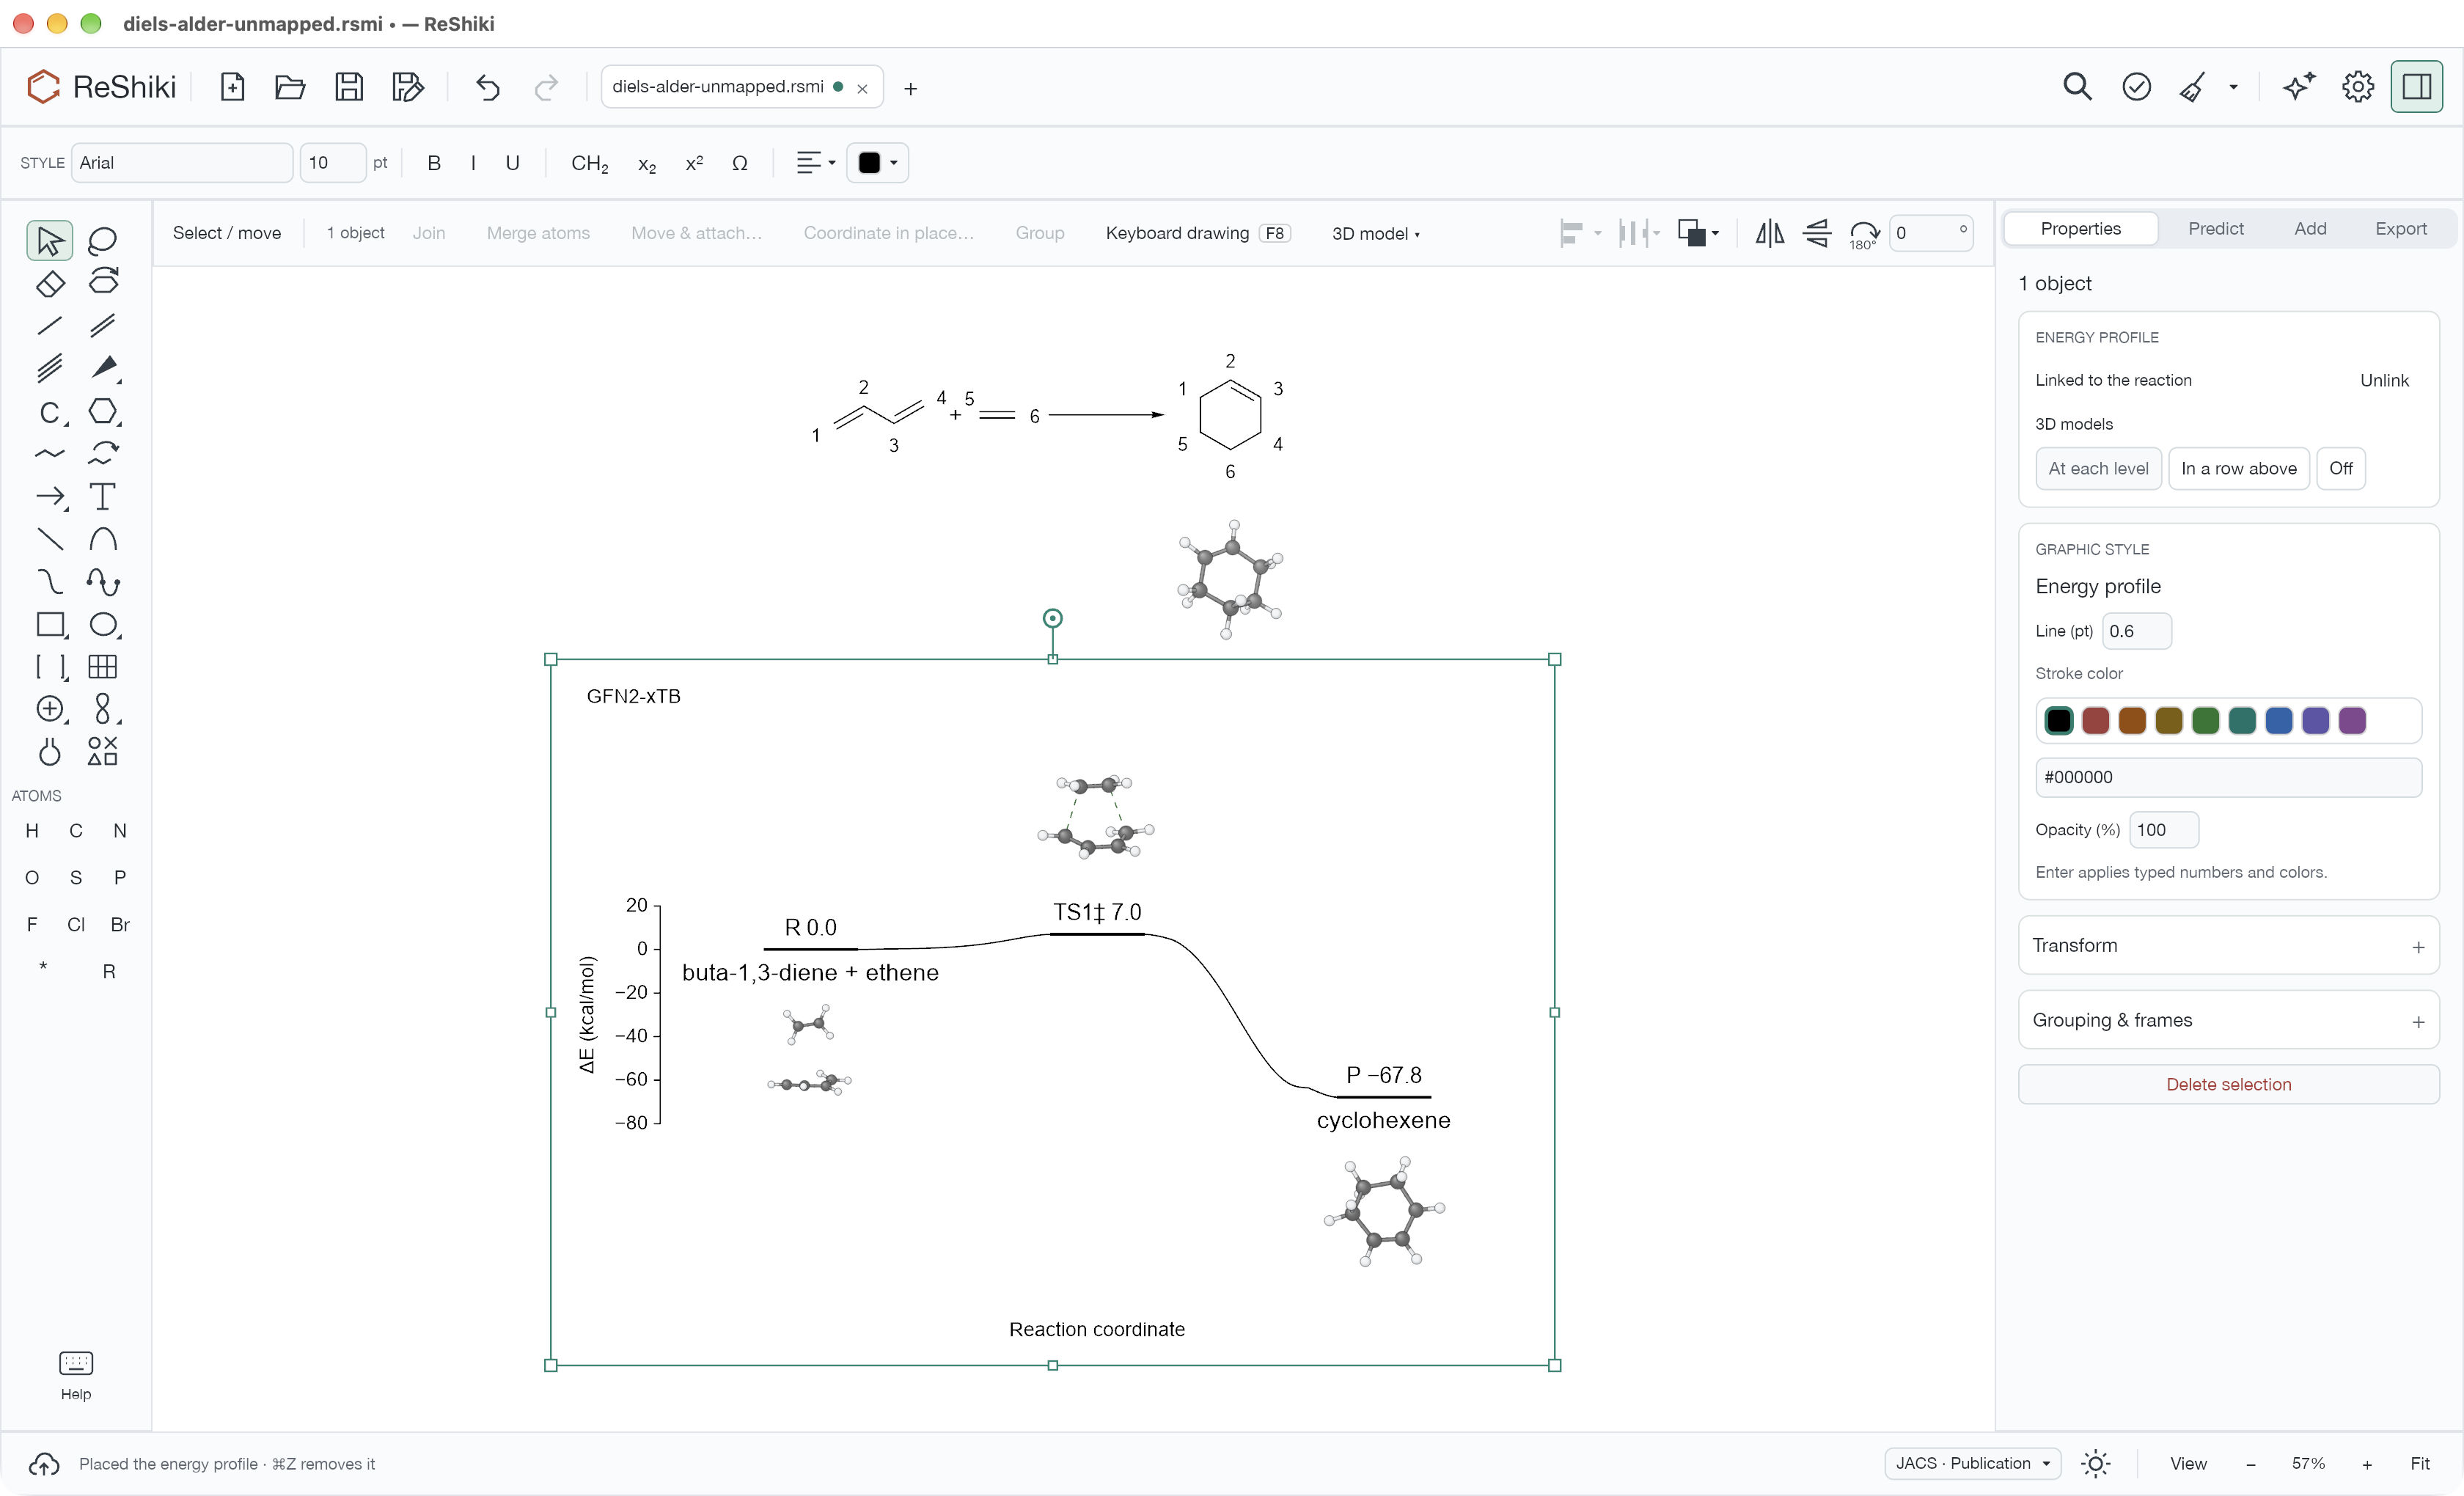 diels-alder-unmapped.rsmi • — ReShiki
ReShiki
diels-alder-unmapped.rsmi ● × +
STYLE Arial 10 pt B I U CH₂ x₂ x² Ω
Select / move 1 object Join Merge atoms Move & attach... Coordinate in place... Group Keyboard drawing F8 3D model 180° 0 °
Properties Predict Add Export
1 object
ENERGY PROFILE
Linked to the reaction Unlink
3D models
At each level In a row above Off
GRAPHIC STYLE
Energy profile
Line (pt) 0.6
Stroke color
#000000
Opacity (%) 100
Enter applies typed numbers and colors.
Transform +
Grouping & frames +
Delete selection
C
T
ATOMS
H C N
O S P
F Cl Br
* R
Help
2
1
3
4
+
5
6
2
1 3
5 4
6
GFN2-xTB
20
0
−20
−40
−60
−80
ΔE (kcal/mol)
R 0.0
buta-1,3-diene + ethene
TS1‡ 7.0
P −67.8
cyclohexene
Reaction coordinate
Placed the energy profile · ⌘Z removes it
JACS · Publication View − 57% + Fit